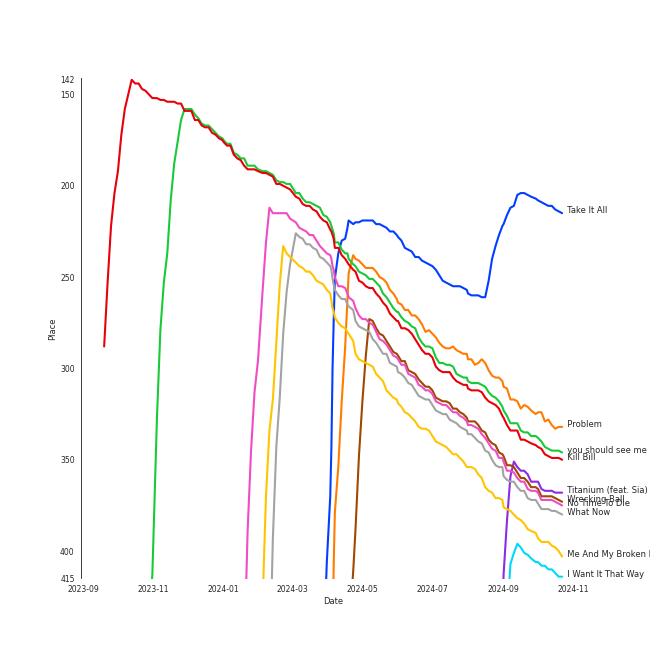 142
150
200
250
300
350
400
415
Place
2023-09
2023-11
2024-01
2024-03
2024-05
2024-07
2024-09
2024-11
Date
Take It All
Problem
you should see me
Kill Bill
Titanium (feat. Sia)
Wrecking Ball
No Time To Die
What Now
Me And My Broken
I Want It That Way